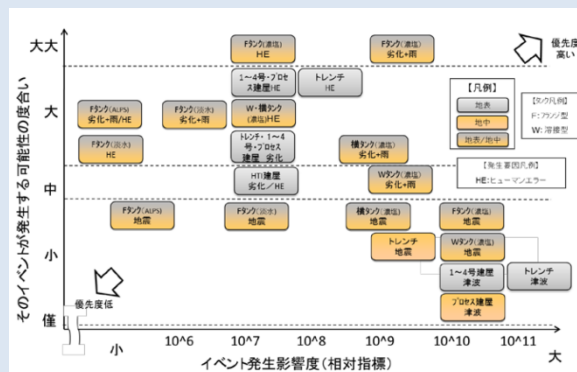 大大
Fタンク(濃塩)
HE
Fタンク(濃塩)
劣化+雨
優先度
高い
1~4号・プロセ
ス建屋HE
トレンチ
HE
【凡例】
地表
地中
地表/地中
【タンク凡例】
F:フランジ型
W:溶接型
大
Fタンク(ALPS)
劣化+雨/HE
Fタンク(淡水)
劣化+雨
W・横タンク
(濃塩)HE
Fタンク(淡水)
HE
トレンチ・1~4
号・プロセス
建屋 劣化
横タンク(濃塩)
劣化+雨
【発生要因凡例】
HE:ヒューマンエラー
中
HTI建屋
劣化/HE
Wタンク(濃塩)
劣化+雨
Fタンク(ALPS)
地震
Fタンク(淡水)
地震
横タンク(濃塩)
地震
Fタンク(濃塩)
地震
小
トレンチ
地震
Wタンク(濃塩)
地震
1~4号建屋
津波
トレンチ
津波
優先度低
プロセス建屋
津波
僅
小
10^6
10^7
10^8
10^9
10^10
10^11
大
イベント発生影響度(相対指標)
そのイベントが発生する可能性の度合い